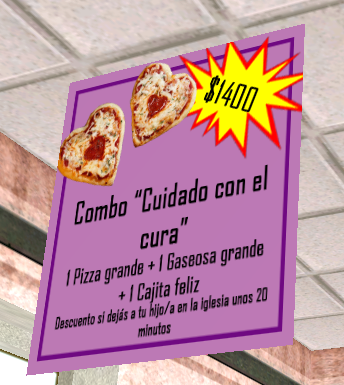 $1400
Combo "Cuidado con el
cura"
1 Pizza grande + 1 Gaseosa grande
+ 1 Cajita feliz
Descuento si dejás a tu hijo/a en la iglesia unos 20
minutos